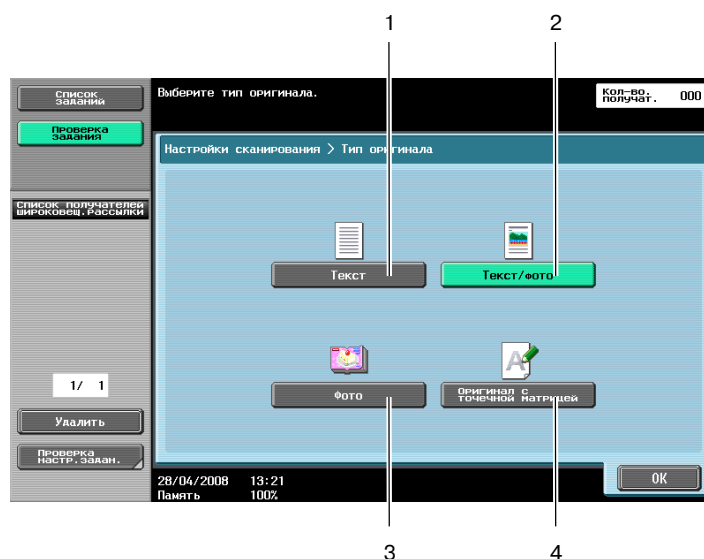 1 2
Список
заданий
Выберите тип оригинала.
Кол-во.
получат. 000
Проверка
задания
Настройки сканирования > Тип оригинала
Список получателей
широковещ.рассылки
Текст
Текст/фото
1/ 1
Фото
Оригинал с
точечной матрицей
Удалить
Проверка
настр.задан.
28/04/2008 13:21
Память 100%
OK
3 4